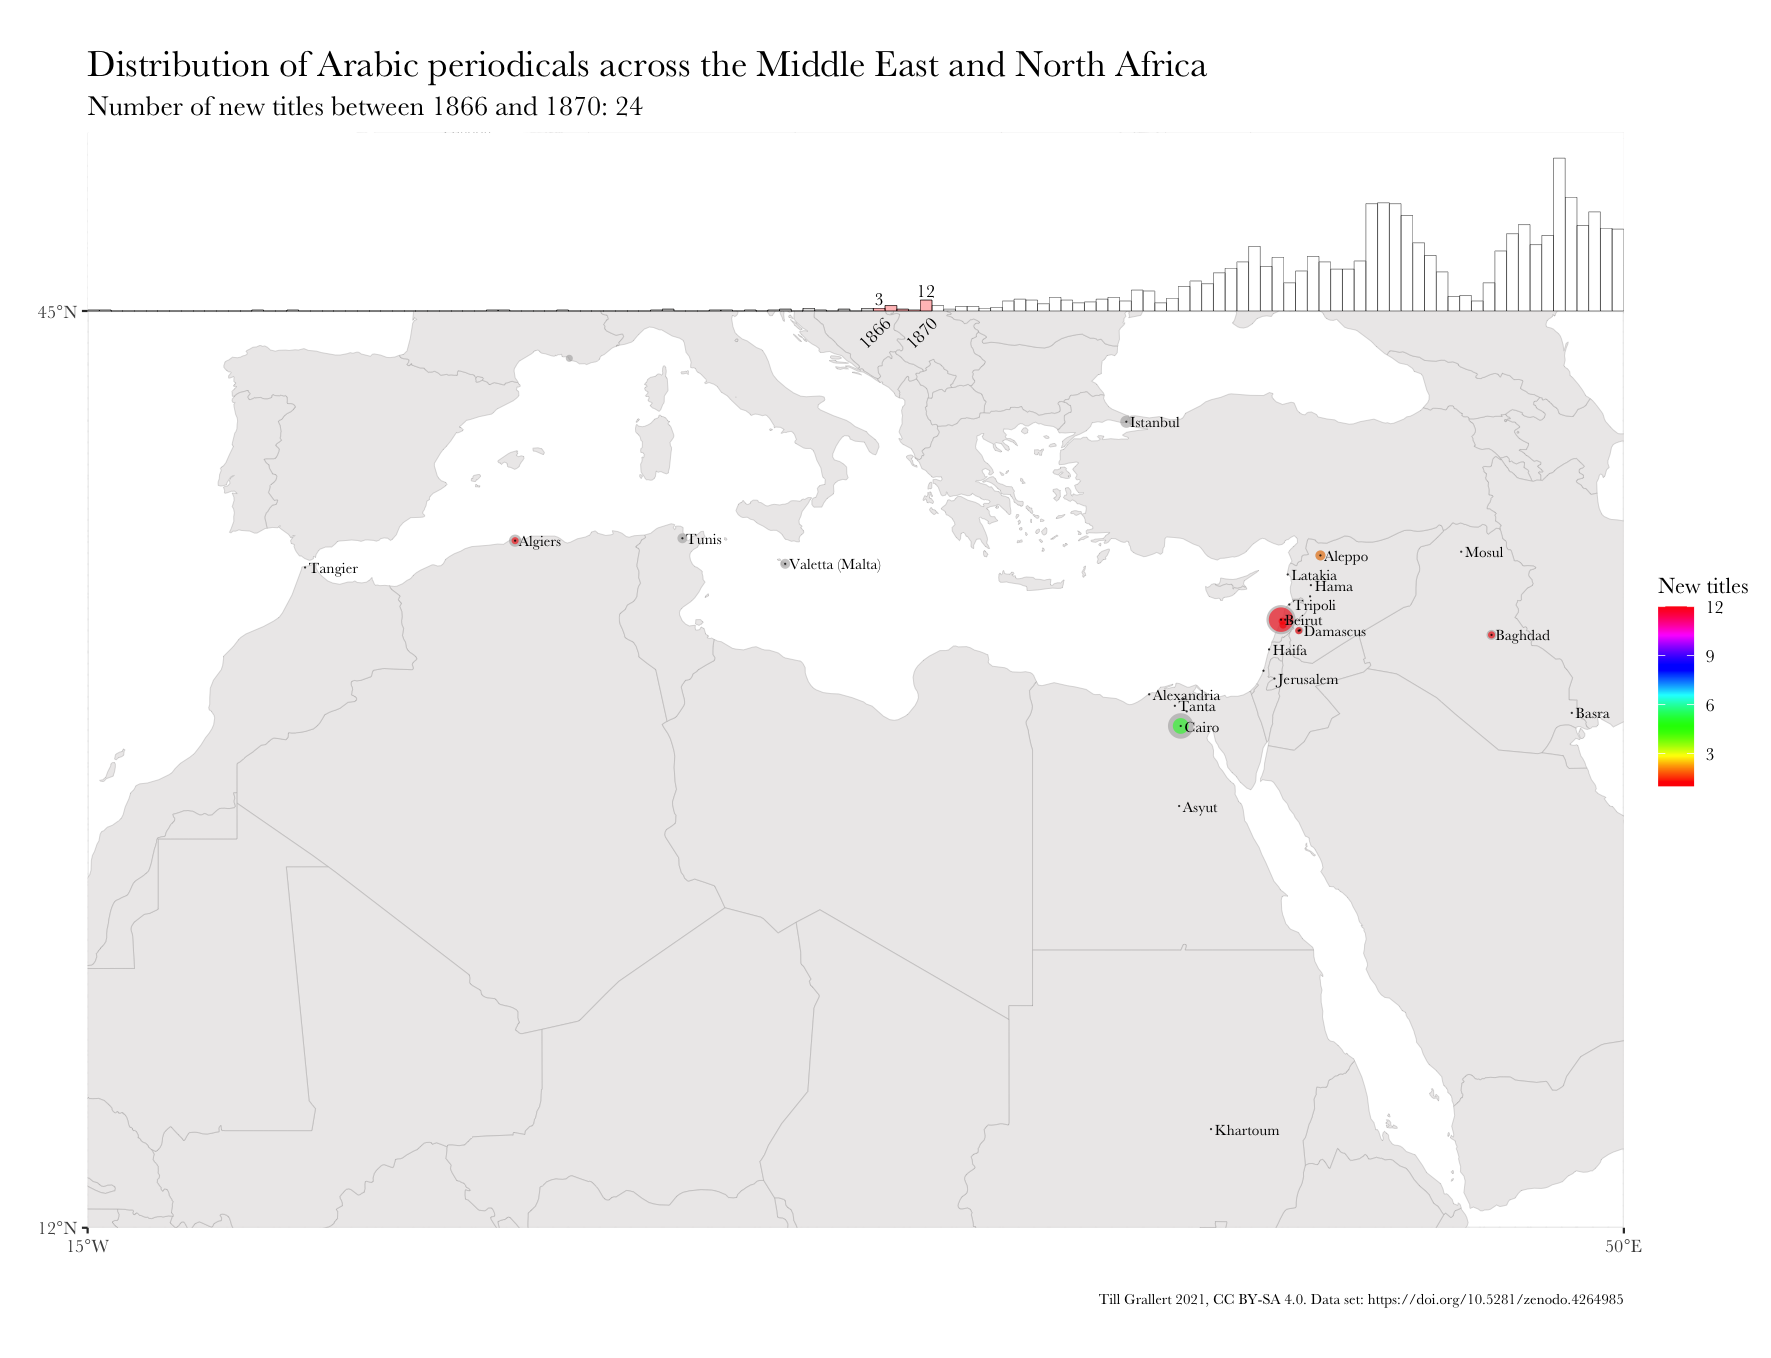 Distribution of Arabic periodicals across the Middle East and North Africa
Number of new titles between 1866 and 1870: 24
3
12
45°N
1866
1870
Istanbul
Algiers
Tunis
Valetta (Malta)
Tangier
Aleppo
Mosul
Latakia
Hama
Tripoli
Beirut
Damascus
Baghdad
Haifa
Jerusalem
Alexandria
Tanta
Cairo
Basra
Asyut
Khartoum
New titles
12
9
6
3
12°N
15°W
50°E
Till Grallert 2021, CC BY-SA 4.0. Data set: https://doi.org/10.5281/zenodo.4264985